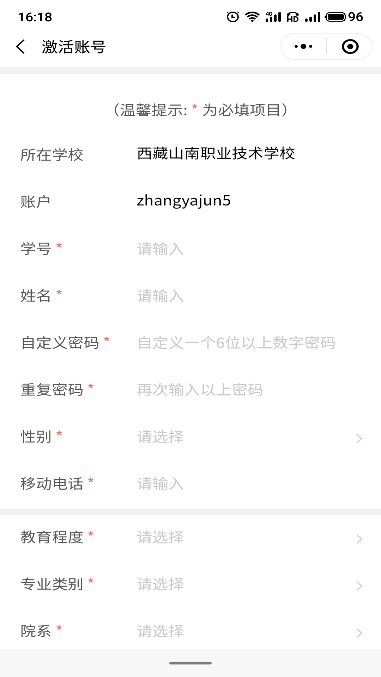 16:18
4G HD 96
激活账号
（温馨提示: * 为必填项目）
所在学校 西藏山南职业技术学校
账户 zhangyajun5
学号 * 请输入
姓名 * 请输入
自定义密码 * 自定义一个6位以上数字密码
重复密码 * 再次输入以上密码
性别 * 请选择
移动电话 * 请输入
教育程度 * 请选择
专业类别 * 请选择
院系 * 请选择